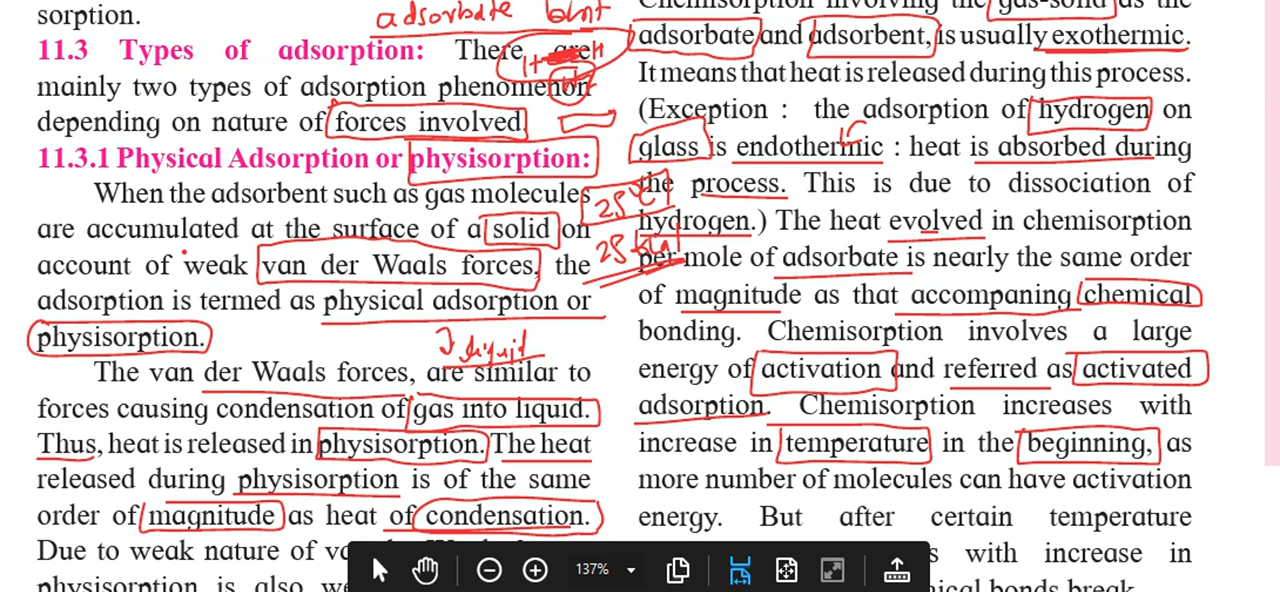 sorption.
adsorbate
11.3 Types of adsorption: There are
mainly two types of adsorption phenomenon
depending on nature of forces involved.
11.3.1 Physical Adsorption or physisorption:
When the adsorbent such as gas molecules
are accumulated at the surface of a solid on
account of weak van der Waals forces, the
adsorption is termed as physical adsorption or
physisorption.
liquid
The van der Waals forces, are similar to
forces causing condensation of gas into liquid.
Thus, heat is released in physisorption. The heat
released during physisorption is of the same
order of magnitude as heat of condensation.
Due to weak nature of
physisorption is also
Chemisorption involving the gas-solid as the
adsorbate and adsorbent, is usually exothermic.
It means that heat is released during this process.
(Exception : the adsorption of hydrogen on
glass is endothermic : heat is absorbed during
the process. This is due to dissociation of
hydrogen.) The heat evolved in chemisorption
per mole of adsorbate is nearly the same order
of magnitude as that accompaning chemical
bonding. Chemisorption involves a large
energy of activation and referred as activated
adsorption. Chemisorption increases with
increase in temperature in the beginning, as
more number of molecules can have activation
energy. But after certain temperature
with increase in
bonds break
137%